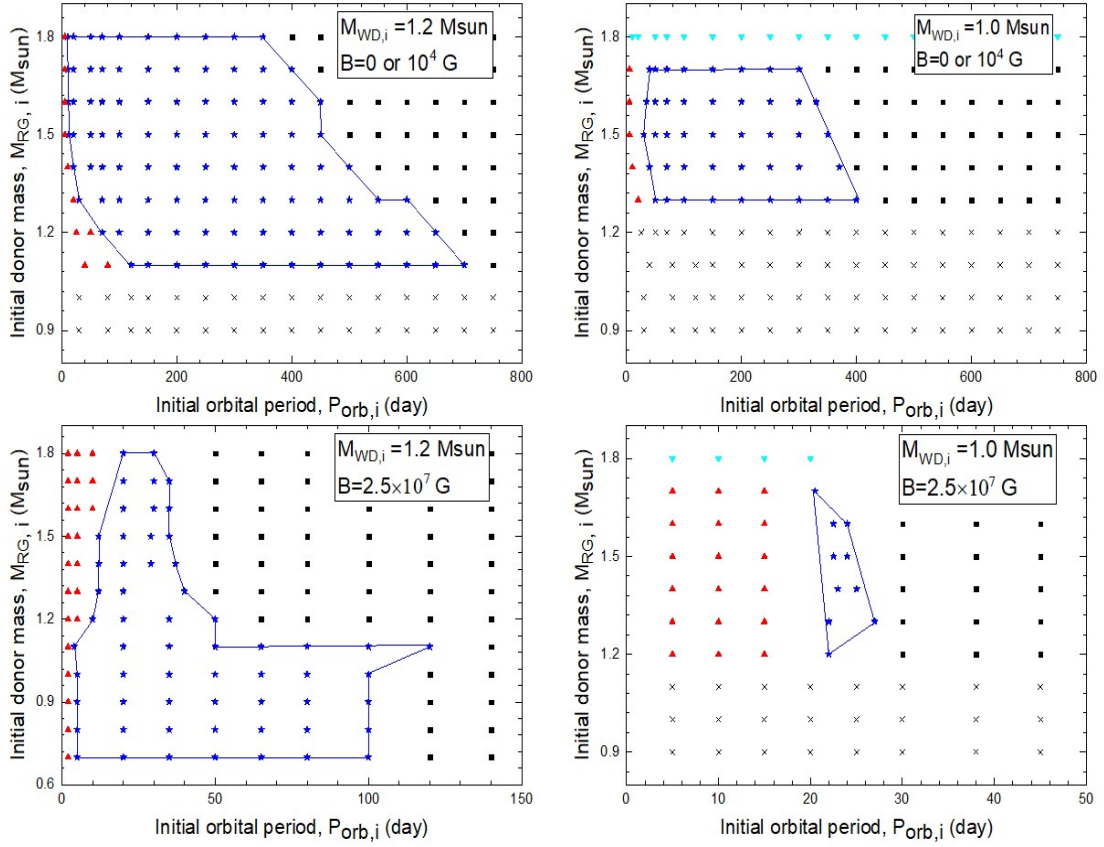 1.8
1.5
1.2
0.9
0
200
400
600
800
Initial donor mass, M_RG, i (Msun)
Initial orbital period, P_orb,i (day)
M_WD,i =1.2 Msun
B=0 or 10^4 G
1.8
1.5
1.2
0.9
0
200
400
600
800
Initial donor mass, M_RG, i (Msun)
Initial orbital period, P_orb,i (day)
M_WD,i =1.0 Msun
B=0 or 10^4 G
1.8
1.5
1.2
0.9
0.6
0
50
100
150
Initial donor mass, M_RG, i (Msun)
Initial orbital period, P_orb,i (day)
M_WD,i =1.2 Msun
B=2.5×10^7 G
1.8
1.5
1.2
0.9
0
10
20
30
40
50
Initial donor mass, M_RG, i (Msun)
Initial orbital period, P_orb,i (day)
M_WD,i =1.0 Msun
B=2.5×10^7 G